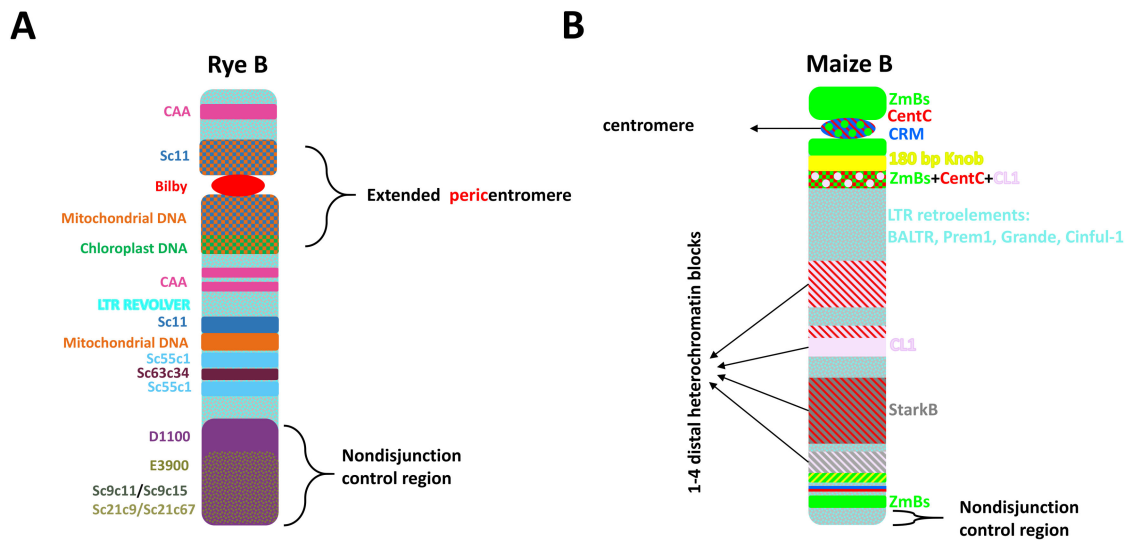 A
Rye B
CAA
Sc11
Bilby
Mitochondrial DNA
Chloroplast DNA
CAA
LTR REVOLVER
Sc11
Mitochondrial DNA
Sc55c1
Sc63c34
Sc55c1
D1100
E3900
Sc9c11/Sc9c15
Sc21c9/Sc21c67
Extended pericentromere
Nondisjunction
control region
B
Maize B
centromere
ZmBs
CentC
CRM
180 bp Knob
ZmBs+CentC+CL1
LTR retroelements:
BALTR, Prem1, Grande, Cinful-1
1-4 distal heterochromatin blocks
CL1
StarkB
ZmBs
Nondisjunction
control region